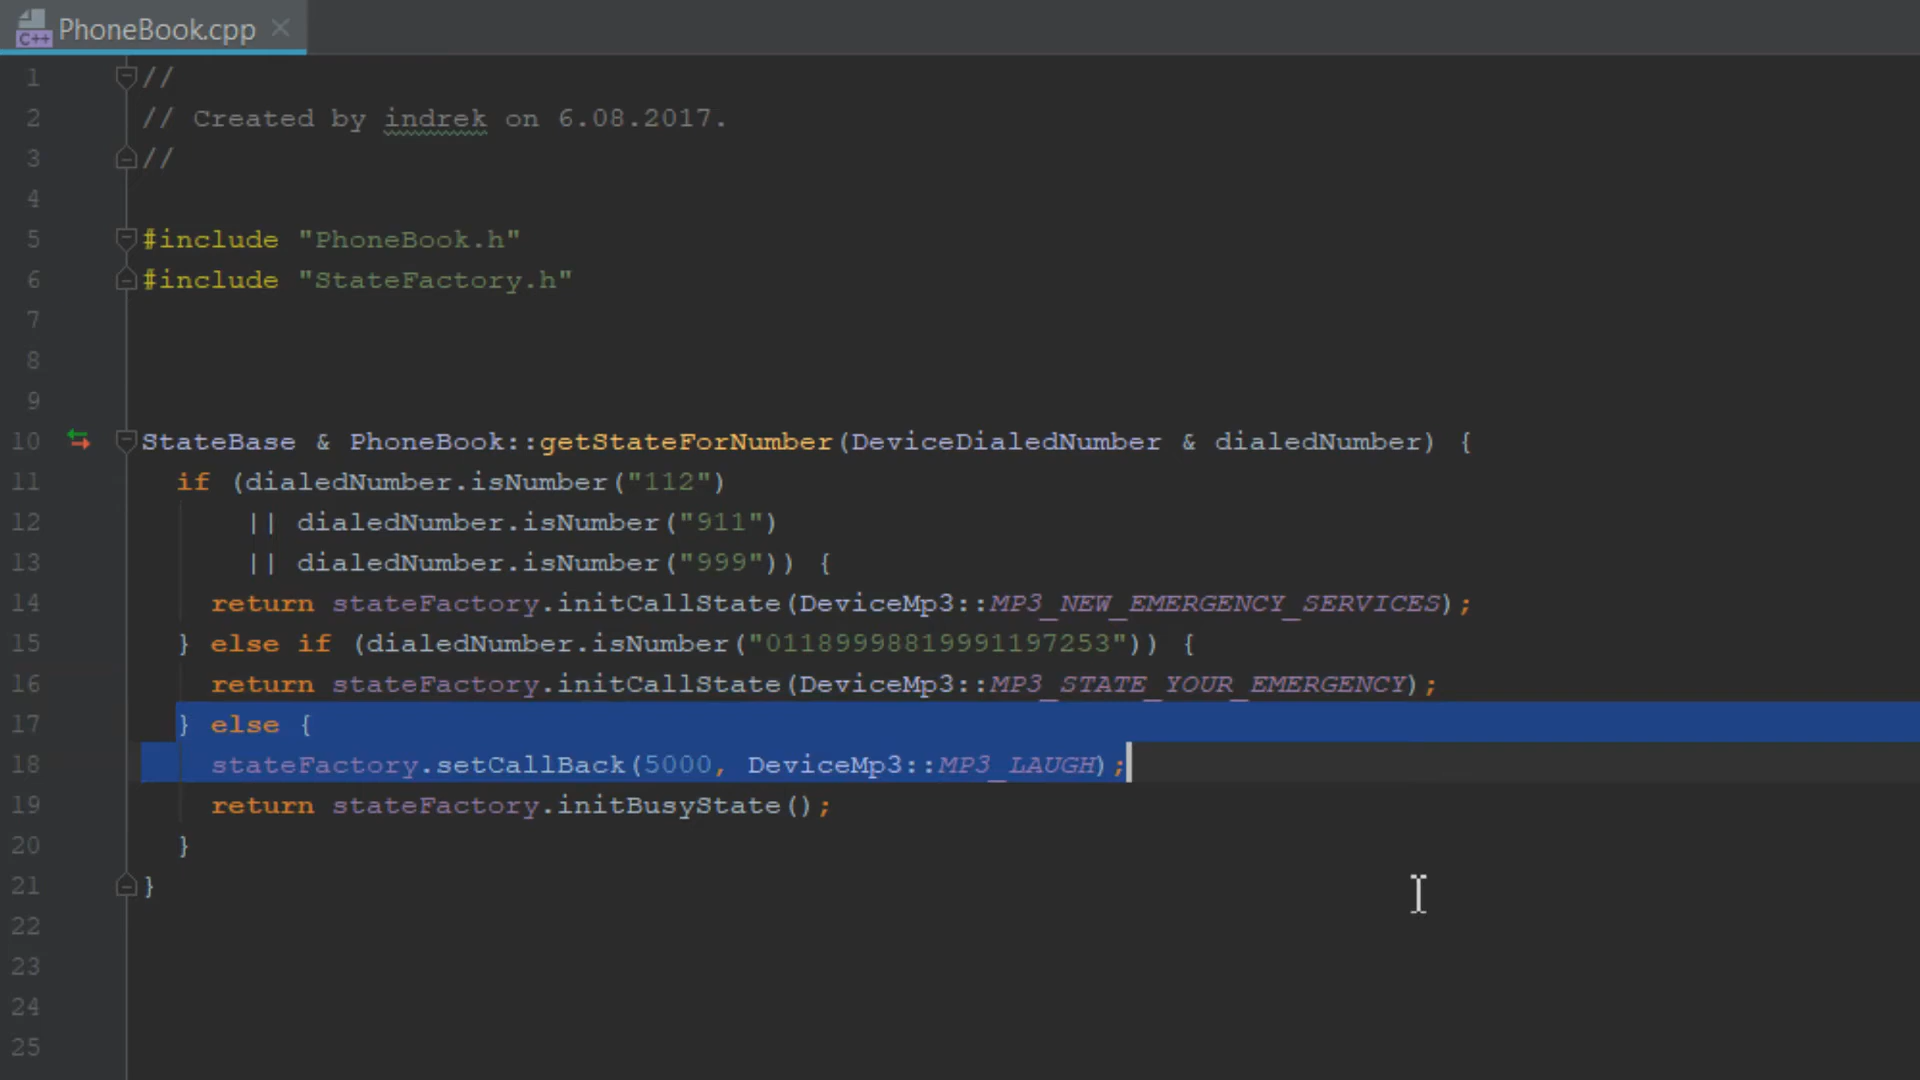 PhoneBook.cpp
C++
1 //
2 // Created by indrek on 6.08.2017.
3 //
4
5 #include "PhoneBook.h"
6 #include "StateFactory.h"
7
8
9
10 StateBase & PhoneBook::getStateForNumber(DeviceDialedNumber & dialedNumber) {
11 if (dialedNumber.isNumber("112")
12 || dialedNumber.isNumber("911")
13 || dialedNumber.isNumber("999")) {
14 return stateFactory.initCallState(DeviceMp3::MP3_NEW_EMERGENCY_SERVICES);
15 } else if (dialedNumber.isNumber("01189998819991197253")) {
16 return stateFactory.initCallState(DeviceMp3::MP3_STATE_YOUR_EMERGENCY);
17 } else {
18 stateFactory.setCallBack(5000, DeviceMp3::MP3_LAUGH);
19 return stateFactory.initBusyState();
20 }
21 }
22
23
24
25